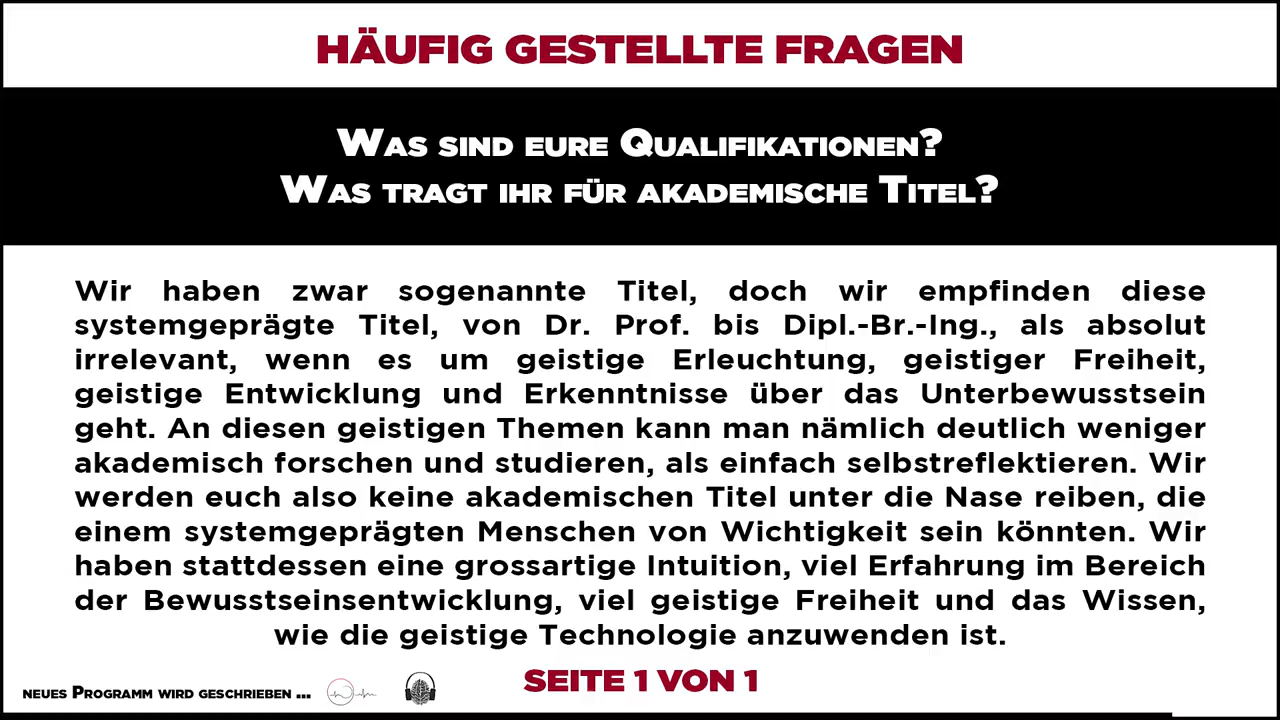 HÄUFIG GESTELLTE FRAGEN
Was sind eure Qualifikationen?
Was tragt ihr für akademische Titel?
Wir haben zwar sogenannte Titel, doch wir empfinden diese
systemgeprägte Titel, von Dr. Prof. bis Dipl.-Br.-Ing., als absolut
irrelevant, wenn es um geistige Erleuchtung, geistiger Freiheit,
geistige Entwicklung und Erkenntnisse über das Unterbewusstsein
geht. An diesen geistigen Themen kann man nämlich deutlich weniger
akademisch forschen und studieren, als einfach selbstreflektieren. Wir
werden euch also keine akademischen Titel unter die Nase reiben, die
einem systemgeprägten Menschen von Wichtigkeit sein könnten. Wir
haben stattdessen eine grossartige Intuition, viel Erfahrung im Bereich
der Bewusstseinsentwicklung, viel geistige Freiheit und das Wissen,
wie die geistige Technologie anzuwenden ist.
SEITE 1 VON 1
neues Programm wird geschrieben ...